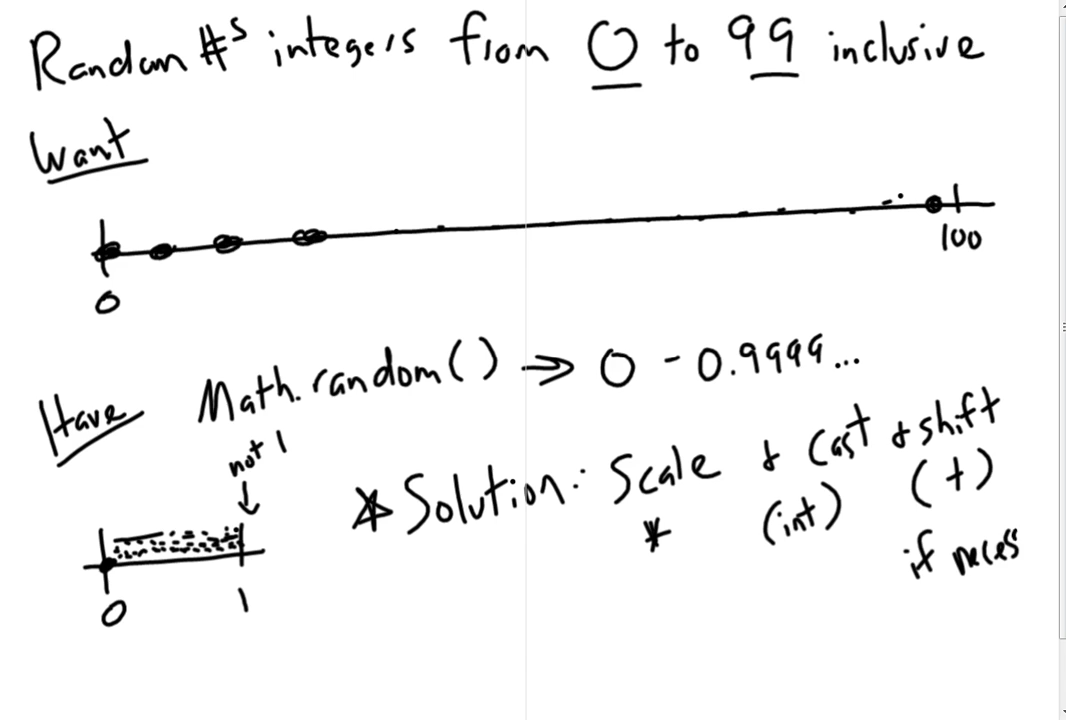 Random #s integers from 0 to 99 inclusive
Want
0 100
Have Math.random() => 0 - 0.9999...
not 1
* Solution: Scale & Cast & shift
* (int) (+)
if neces
0 1